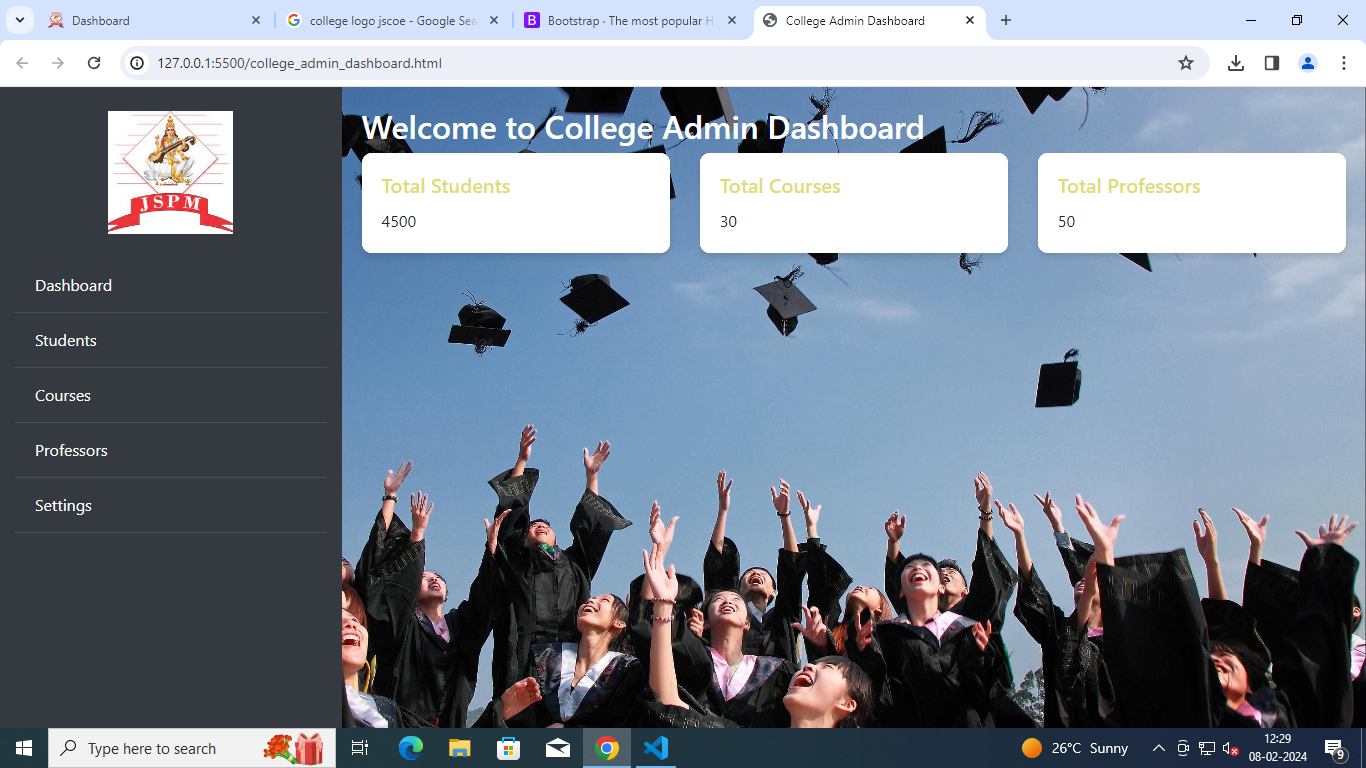 Dashboard
college logo jscoe - Google Sea
Bootstrap · The most popular H
College Admin Dashboard
127.0.0.1:5500/college_admin_dashboard.html
JSPM
Dashboard
Students
Courses
Professors
Settings
Welcome to College Admin Dashboard
Total Students
4500
Total Courses
30
Total Professors
50
Type here to search
26°C Sunny
12:29
08-02-2024
9